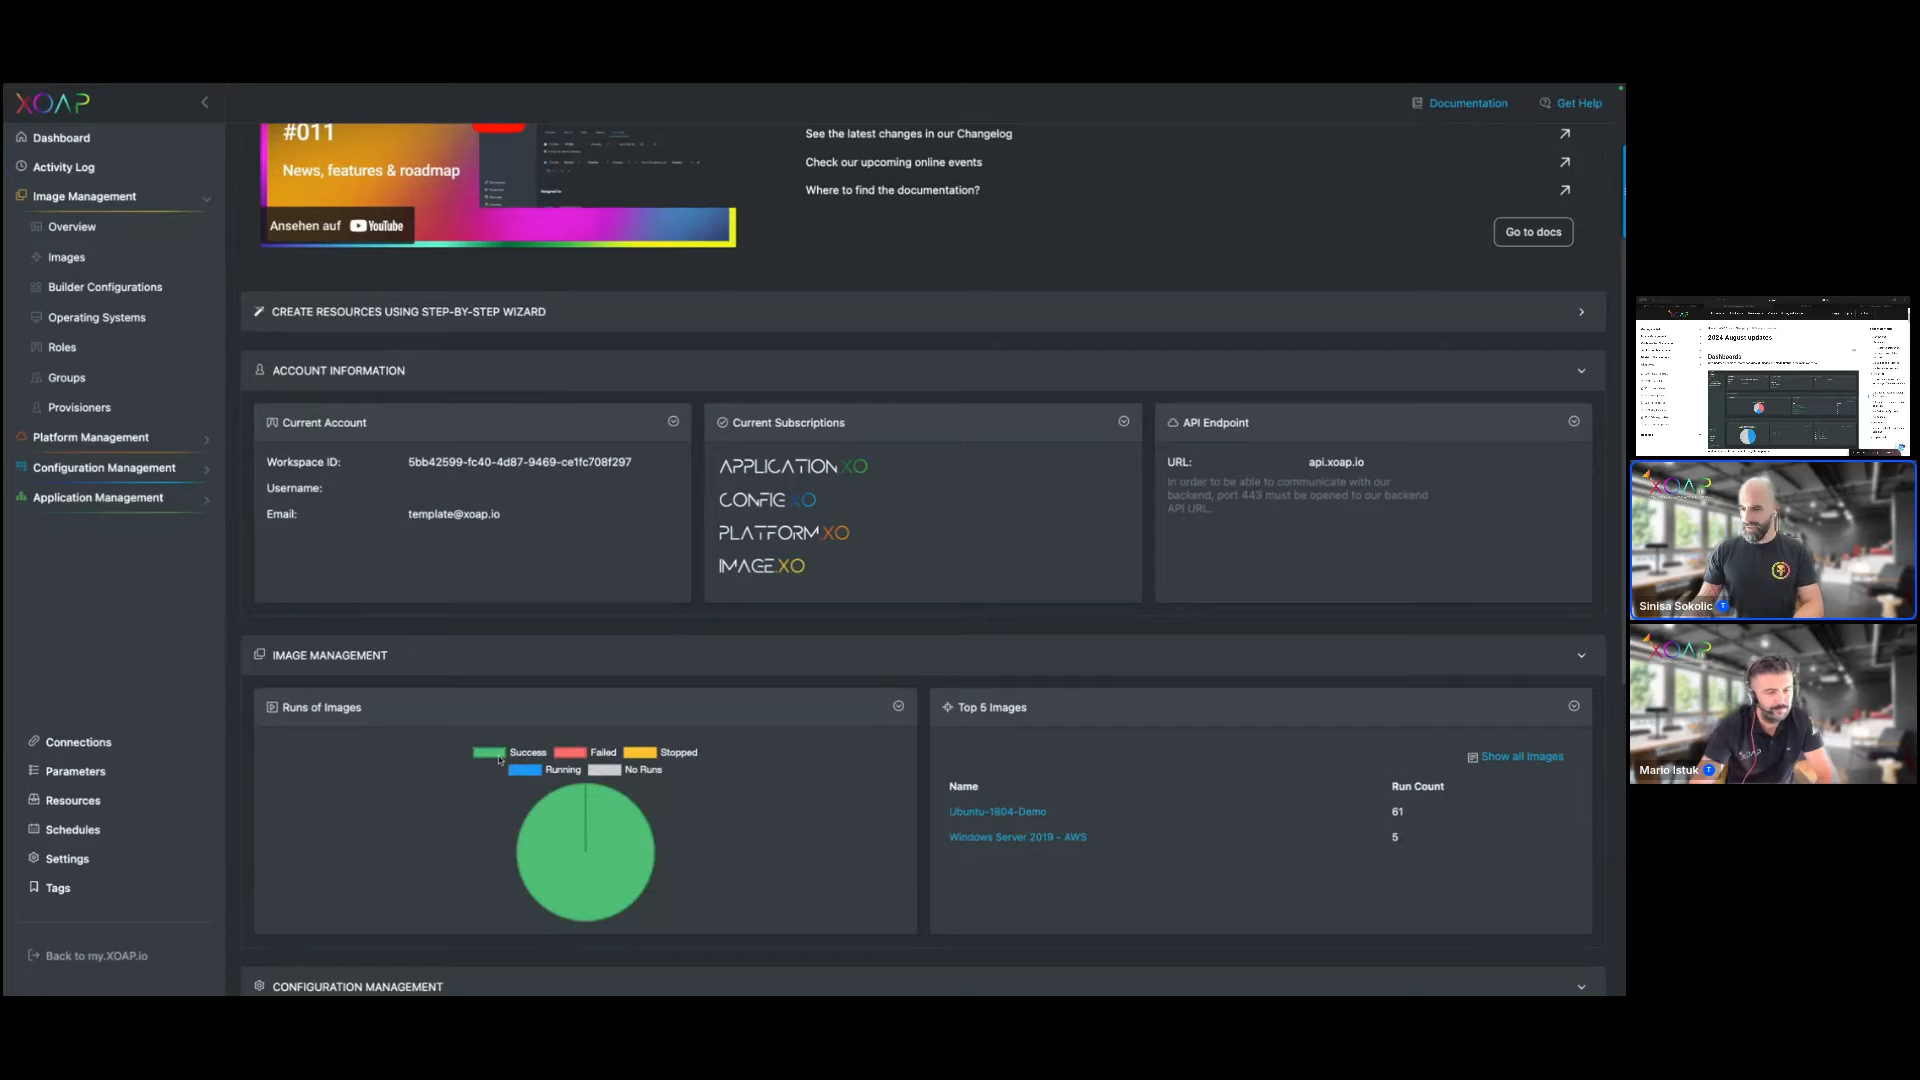 XOAP
Documentation
Get Help
Dashboard
Activity Log
Image Management
Overview
Images
Builder Configurations
Operating Systems
Roles
Groups
Provisioners
Platform Management
Configuration Management
Application Management
Connections
Parameters
Resources
Schedules
Settings
Tags
Back to my.XOAP.io
#011
News, features & roadmap
Ansehen auf YouTube
See the latest changes in our Changelog
Check our upcoming online events
Where to find the documentation?
Go to docs
CREATE RESOURCES USING STEP-BY-STEP WIZARD
ACCOUNT INFORMATION
Current Account
Workspace ID: 5bb42599-fc40-4d87-9469-ce1fc708f297
Username:
Email: template@xoap.io
Current Subscriptions
APPLICATION.XO
CONFIG.XO
PLATFORM.XO
IMAGE.XO
API Endpoint
URL: api.xoap.io
In order to be able to communicate with our
backend, port 443 must be opened to our backend
API URL.
IMAGE MANAGEMENT
Runs of Images
Success Failed Stopped
Running No Runs
Top 5 Images
Show all Images
Name Run Count
Ubuntu-1804-Demo 61
Windows Server 2019 - AWS 5
CONFIGURATION MANAGEMENT
2024 August updates
Dashboards
XOAP
Sinisa Sokolic T
XOAP
Mario Istuk T